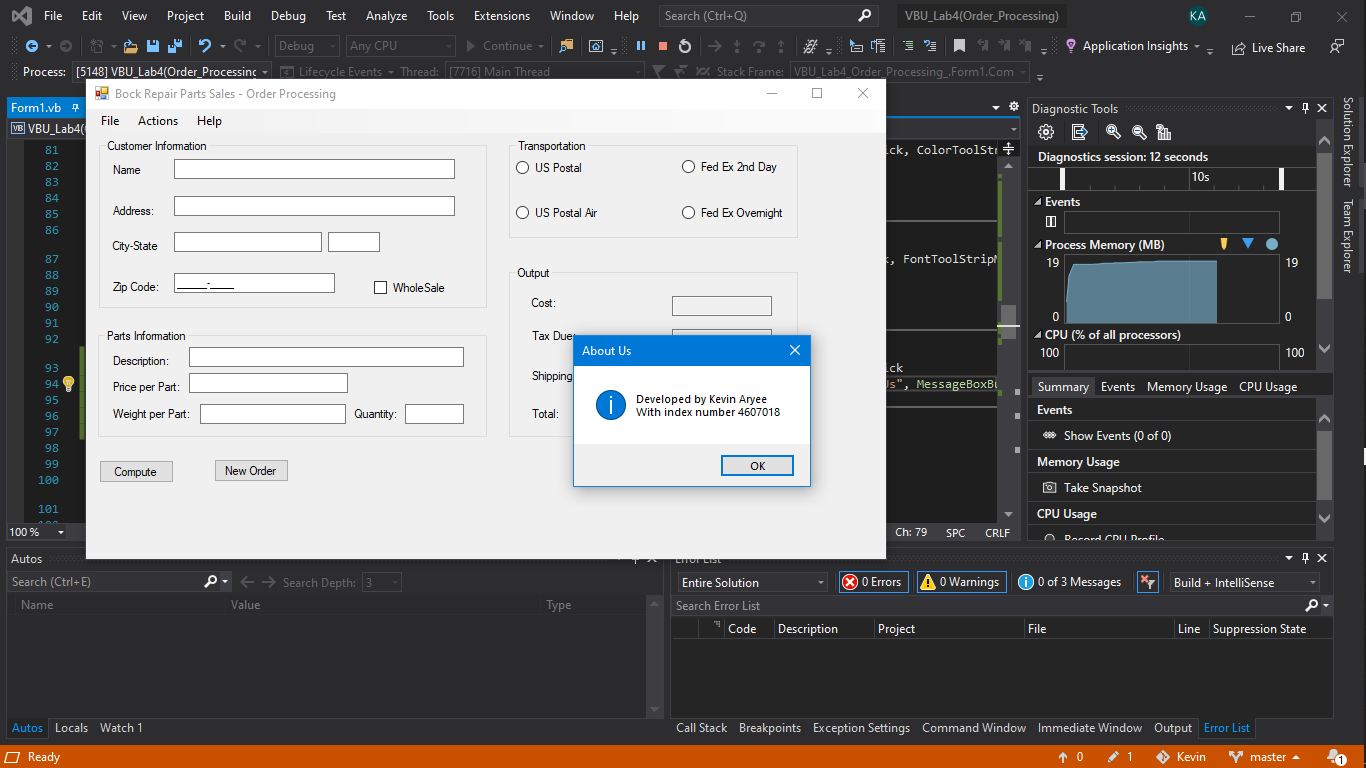 File Edit View Project Build Debug Test Analyze Tools Extensions Window Help Search (Ctrl+Q) VBU_Lab4(Order_Processing) KA
Debug Any CPU Continue Application Insights Live Share
Process: [5148] VBU_Lab4(Order_Processing Lifecycle Events Thread: [7716] Main Thread Stack Frame: VBU_Lab4_Order_Processing_.Form1.Com
Form1.vb
VB VBU_Lab4(
Bock Repair Parts Sales - Order Processing
File Actions Help
Customer Information
Name
Address:
City-State
Zip Code: ______-_____
WholeSale
Transportation
US Postal
Fed Ex 2nd Day
US Postal Air
Fed Ex Overnight
Parts Information
Description:
Price per Part:
Weight per Part:
Quantity:
Output
Cost:
Tax Due:
Shipping
Total:
Compute
New Order
About Us
Developed by Kevin Aryee
With index number 4607018
OK
81
82
83
84
85
86
87
88
89
90
91
92
93
94
95
96
97
98
99
100
101
ick, ColorToolStr
k, FontToolStripM
ick
Us", MessageBoxBu
100 %
Ch: 79 SPC CRLF
Diagnostic Tools
Diagnostics session: 12 seconds
10s
Events
Process Memory (MB)
19 19
0 0
CPU (% of all processors)
100 100
Summary Events Memory Usage CPU Usage
Events
Show Events (0 of 0)
Memory Usage
Take Snapshot
CPU Usage
Record CPU Profile
Solution Explorer
Team Explorer
Autos
Search (Ctrl+E) Search Depth: 3
Name Value Type
Autos Locals Watch 1
Error List
Entire Solution 0 Errors 0 Warnings 0 of 3 Messages Build + IntelliSense
Search Error List
Code Description Project File Line Suppression State
Call Stack Breakpoints Exception Settings Command Window Immediate Window Output Error List
Ready 0 1 Kevin master 1